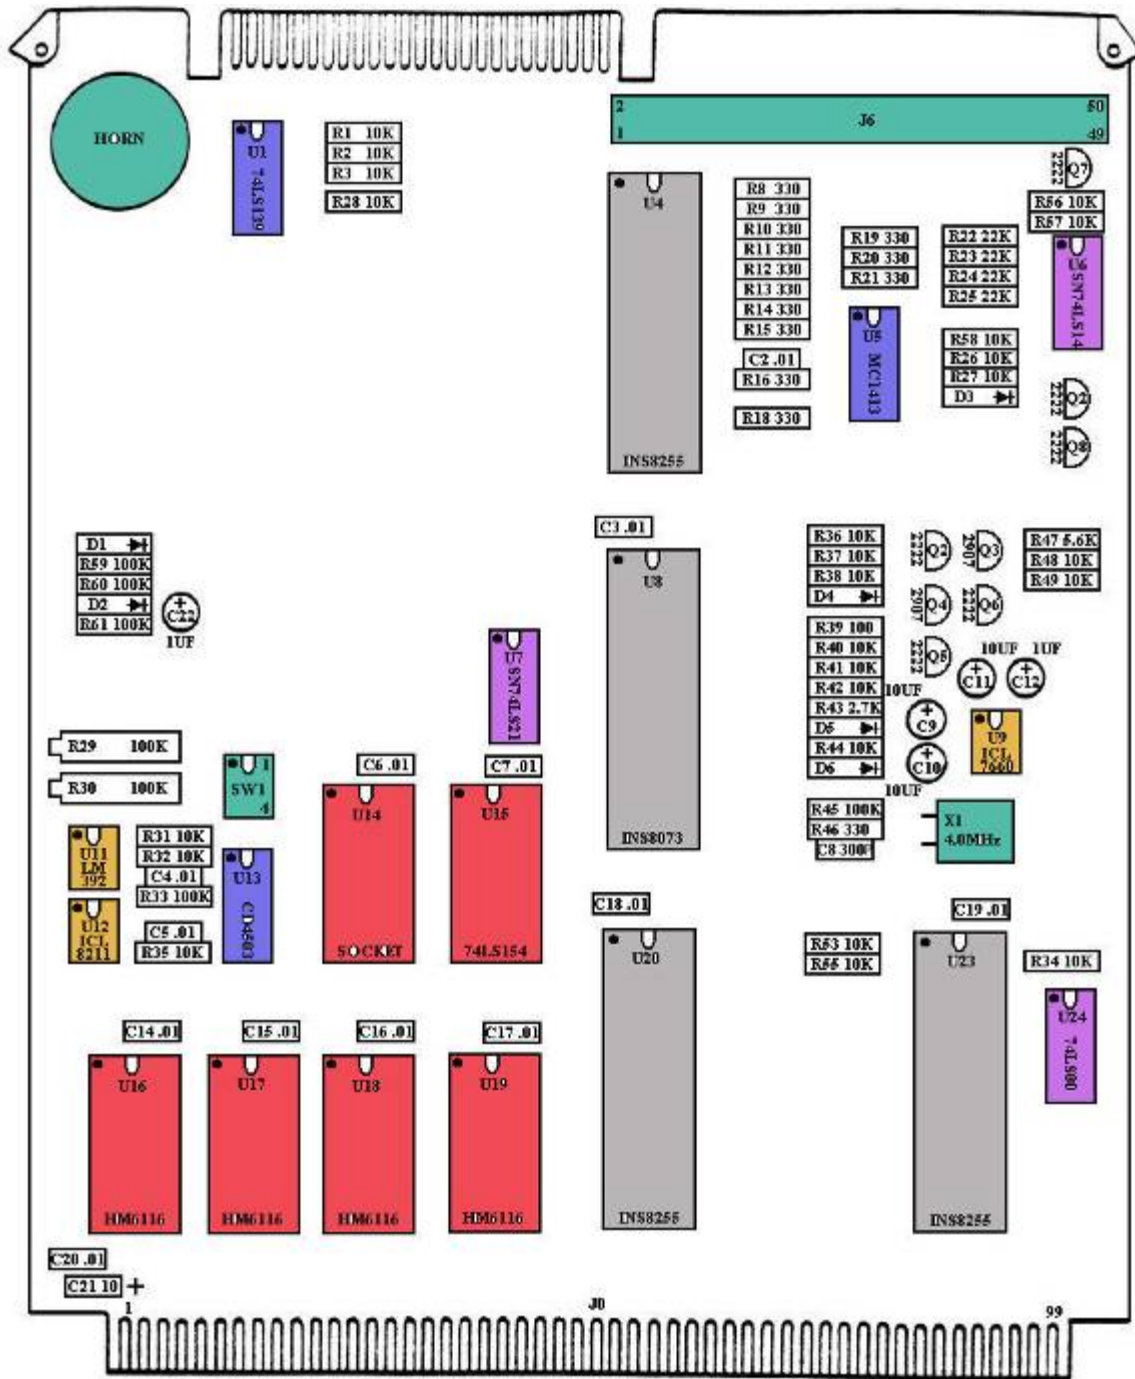 HORN
U1
74LS139
R1 10K
R2 10K
R3 10K
R28 10K
2 50
J6
1 49
U4
INS8255
R8 330
R9 330
R10 330
R11 330
R12 330
R13 330
R14 330
R15 330
C2 .01
R16 330
R18 330
R19 330
R20 330
R21 330
U5
MC1413
R22 22K
R23 22K
R24 22K
R25 22K
R58 10K
R26 10K
R27 10K
D3
2222
Q7
R56 10K
R57 10K
U6
SN74LS14
2222
Q2
2222
Q8
D1
R59 100K
R60 100K
D2
R61 100K
+
C22
1UF
C3 .01
U8
INS8073
U7
SN74LS21
R36 10K
R37 10K
R38 10K
D4
R39 100
R40 10K
R41 10K
R42 10K
R43 2.7K
D5
R44 10K
D6
R45 100K
R46 330
C8 300P
2222
Q2
2907
Q3
2907
Q4
2222
Q6
2222
Q5
R47 5.6K
R48 10K
R49 10K
10UF 1UF
+
C11
+
C12
10UF
+
C9
+
C10
10UF
U9
ICL
7660
X1
4.0MHz
R29 100K
R30 100K
1
SW1
4
C6 .01
C7 .01
U14
SOCKET
U15
74LS154
U11
LM
392
U12
ICL
8211
R31 10K
R32 10K
C4 .01
R33 100K
C5 .01
R35 10K
U13
CD4503
C18 .01
U20
INS8255
R53 10K
R55 10K
C19 .01
U23
INS8255
R34 10K
U24
74LS00
C14 .01
C15 .01
C16 .01
C17 .01
U16
HM6116
U17
HM6116
U18
HM6116
U19
HM6116
C20 .01
C21 10 +
1 J0 99